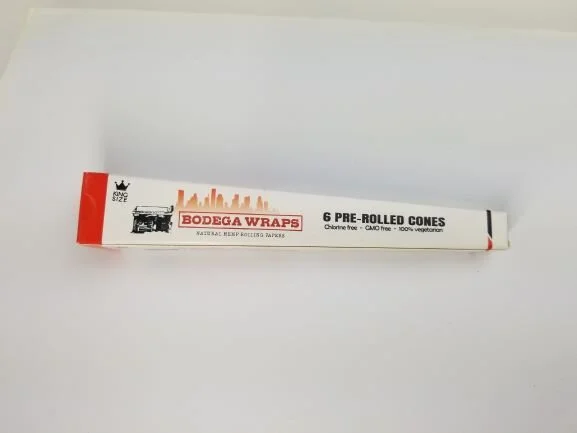 KING
SIZE
BODEGA WRAPS
NATURAL HEMP ROLLING PAPERS
6 PRE-ROLLED CONES
Chlorine free - GMO free - 100% vegetarian